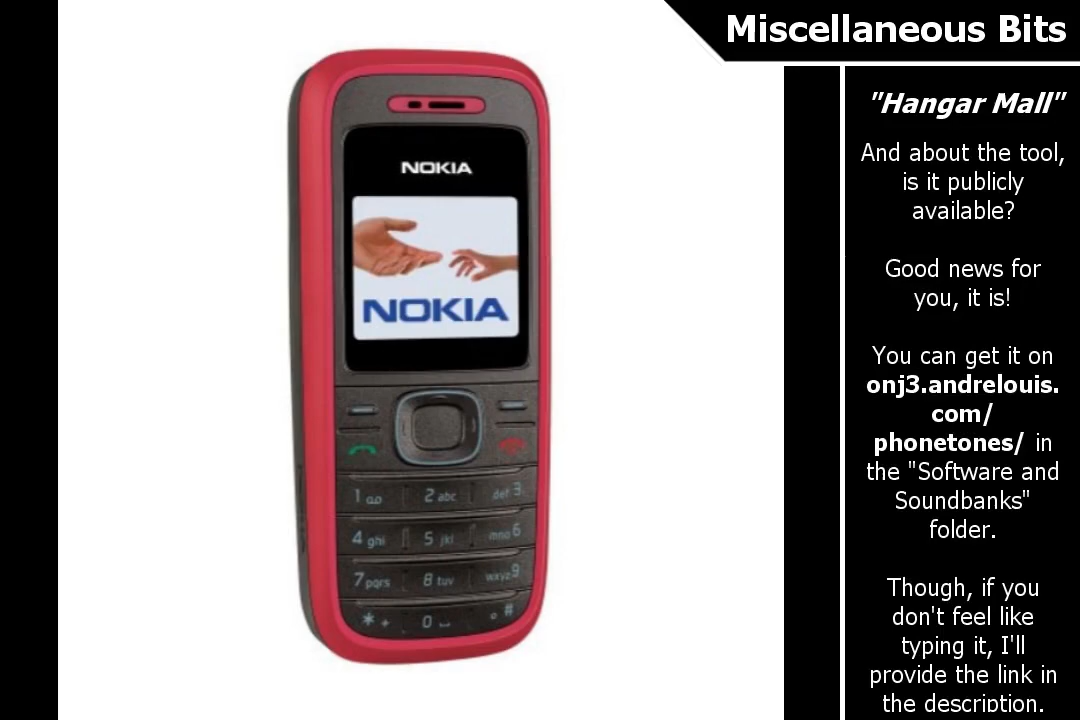 Miscellaneous Bits
"Hangar Mall"
And about the tool,
is it publicly
available?
Good news for
you, it is!
You can get it on
onj3.andrelouis.
com/
phonetones/ in
the "Software and
Soundbanks"
folder.
Though, if you
don't feel like
typing it, I'll
provide the link in
the description.
NOKIA
NOKIA
1 2 abc def 3
4 ghi 5 jkl mno 6
7 pqrs 8 tuv wxyz 9
* + 0 #